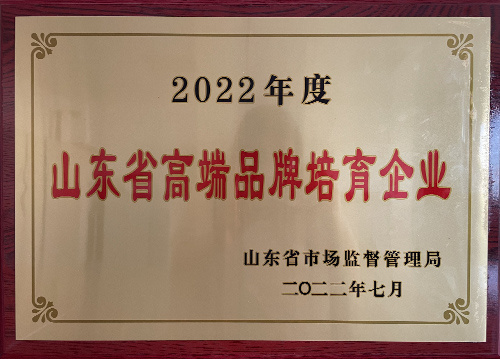 2022年度
山东省高端品牌培育企业
山东省市场监督管理局
二〇二二年七月